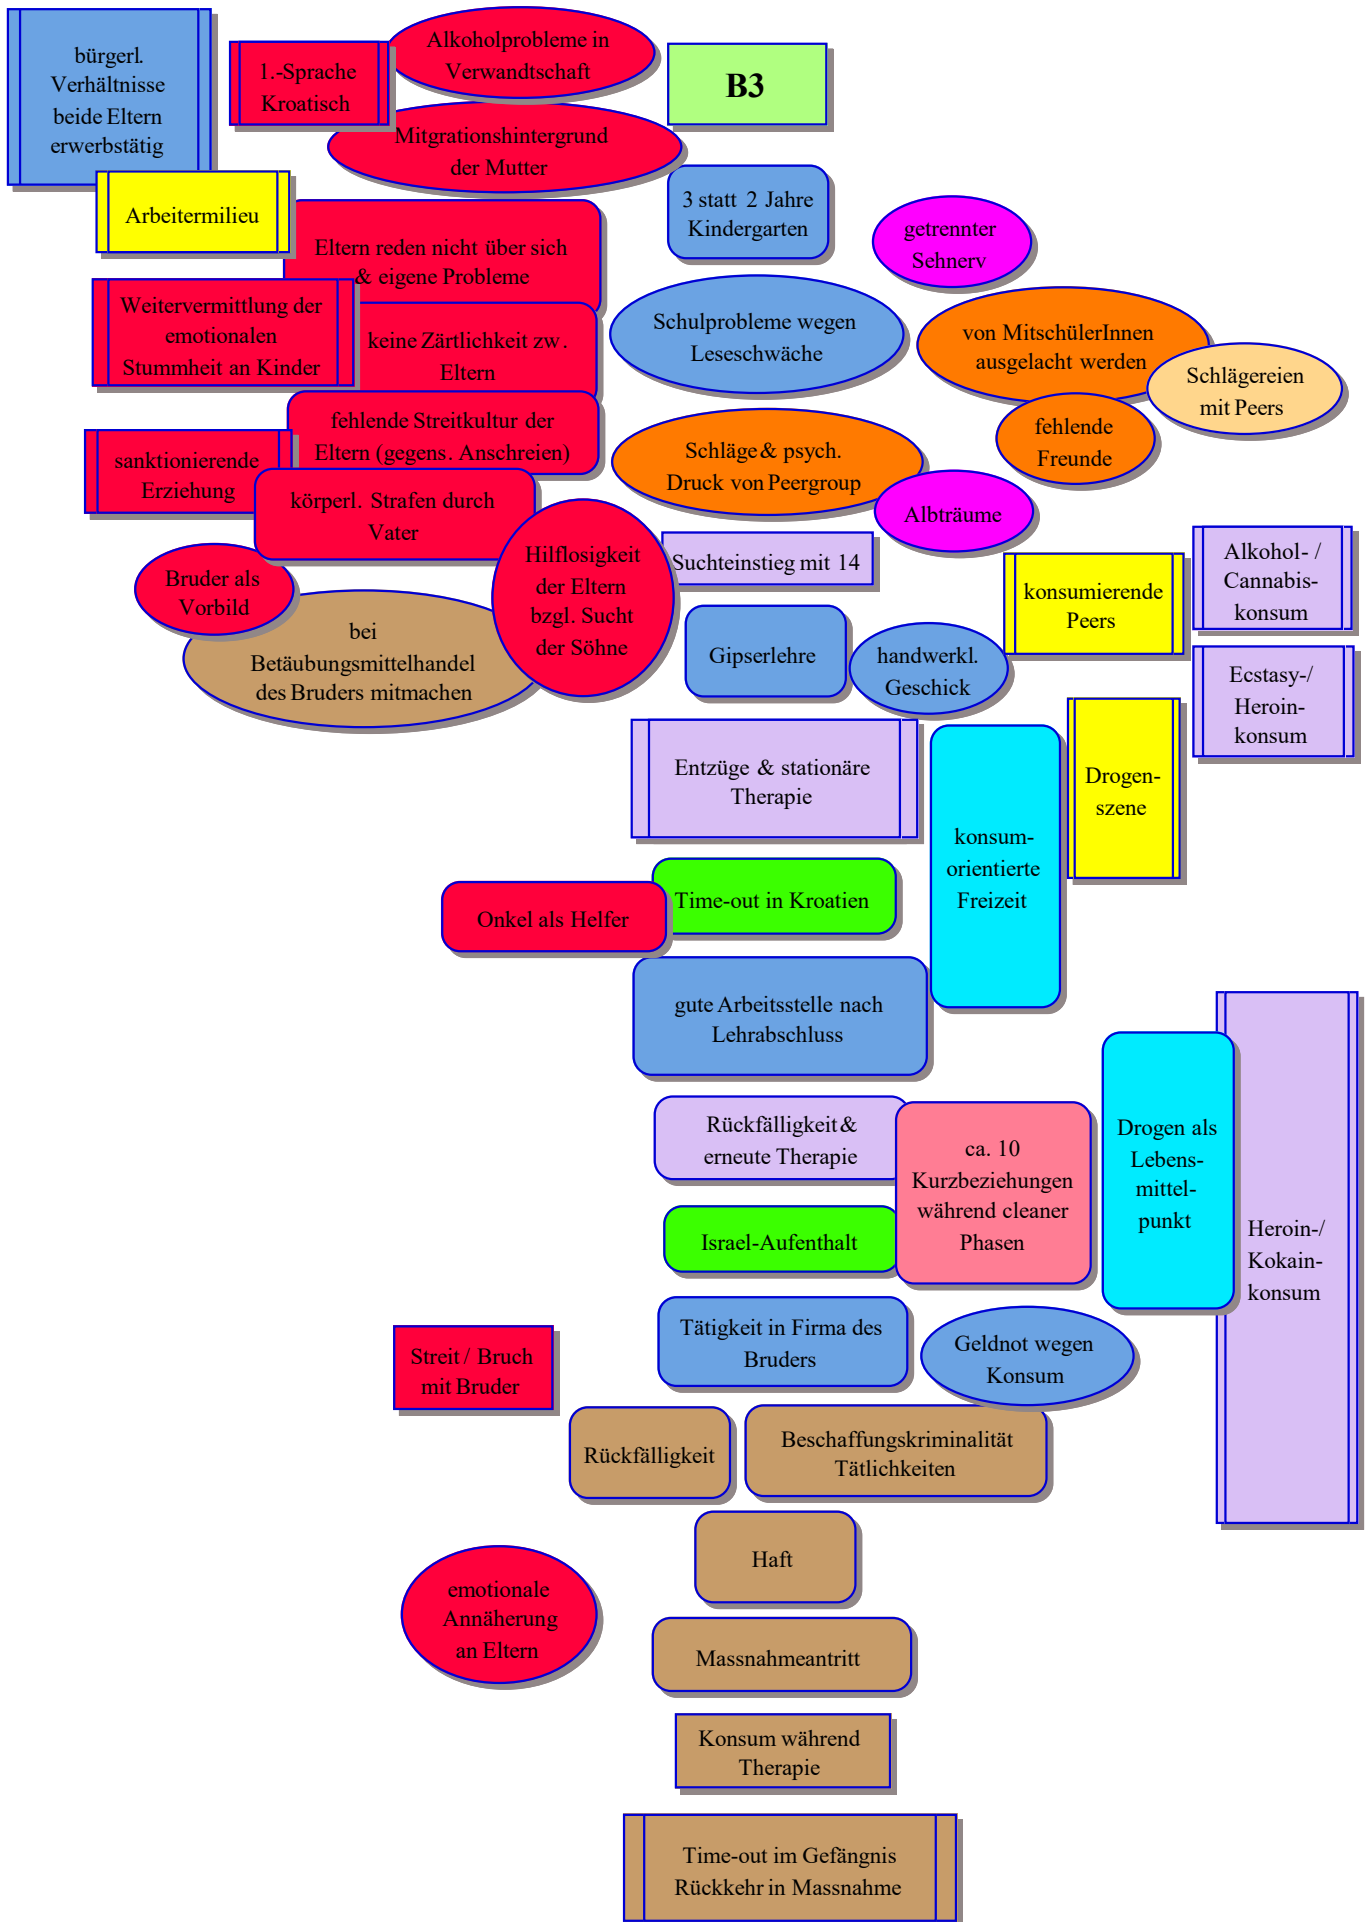 bürgerl.
Verhältnisse
beide Eltern
erwerbstätig
1.-Sprache
Kroatisch
Alkoholprobleme in
Verwandtschaft
B3
Mitgrationshintergrund
der Mutter
Arbeitermilieu
3 statt 2 Jahre
Kindergarten
getrennter
Sehnerv
Eltern reden nicht über sich
& eigene Probleme
Weitervermittlung der
emotionalen
Stummheit an Kinder
keine Zärtlichkeit zw.
Eltern
Schulprobleme wegen
Leseschwäche
von MitschülerInnen
ausgelacht werden
Schlägereien
mit Peers
fehlende Streitkultur der
Eltern (gegens. Anschreien)
fehlende
Freunde
sanktionierende
Erziehung
Schläge & psych.
Druck von Peergroup
körperl. Strafen durch
Vater
Albträume
Hilflosigkeit
der Eltern
bzgl. Sucht
der Söhne
Suchteinstieg mit 14
Alkohol- /
Cannabis-
konsum
Bruder als
Vorbild
konsumierende
Peers
bei
Betäubungsmittelhandel
des Bruders mitmachen
Gipserlehre
handwerkl.
Geschick
Ecstasy-/
Heroin-
konsum
Entzüge & stationäre
Therapie
Drogen-
szene
konsum-
orientierte
Freizeit
Time-out in Kroatien
Onkel als Helfer
gute Arbeitsstelle nach
Lehrabschluss
Rückfälligkeit &
erneute Therapie
ca. 10
Kurzbeziehungen
während cleaner
Phasen
Drogen als
Lebens-
mittel-
punkt
Heroin-/
Kokain-
konsum
Israel-Aufenthalt
Tätigkeit in Firma des
Bruders
Geldnot wegen
Konsum
Streit / Bruch
mit Bruder
Rückfälligkeit
Beschaffungskriminalität
Tätlichkeiten
Haft
emotionale
Annäherung
an Eltern
Massnahmeantritt
Konsum während
Therapie
Time-out im Gefängnis
Rückkehr in Massnahme